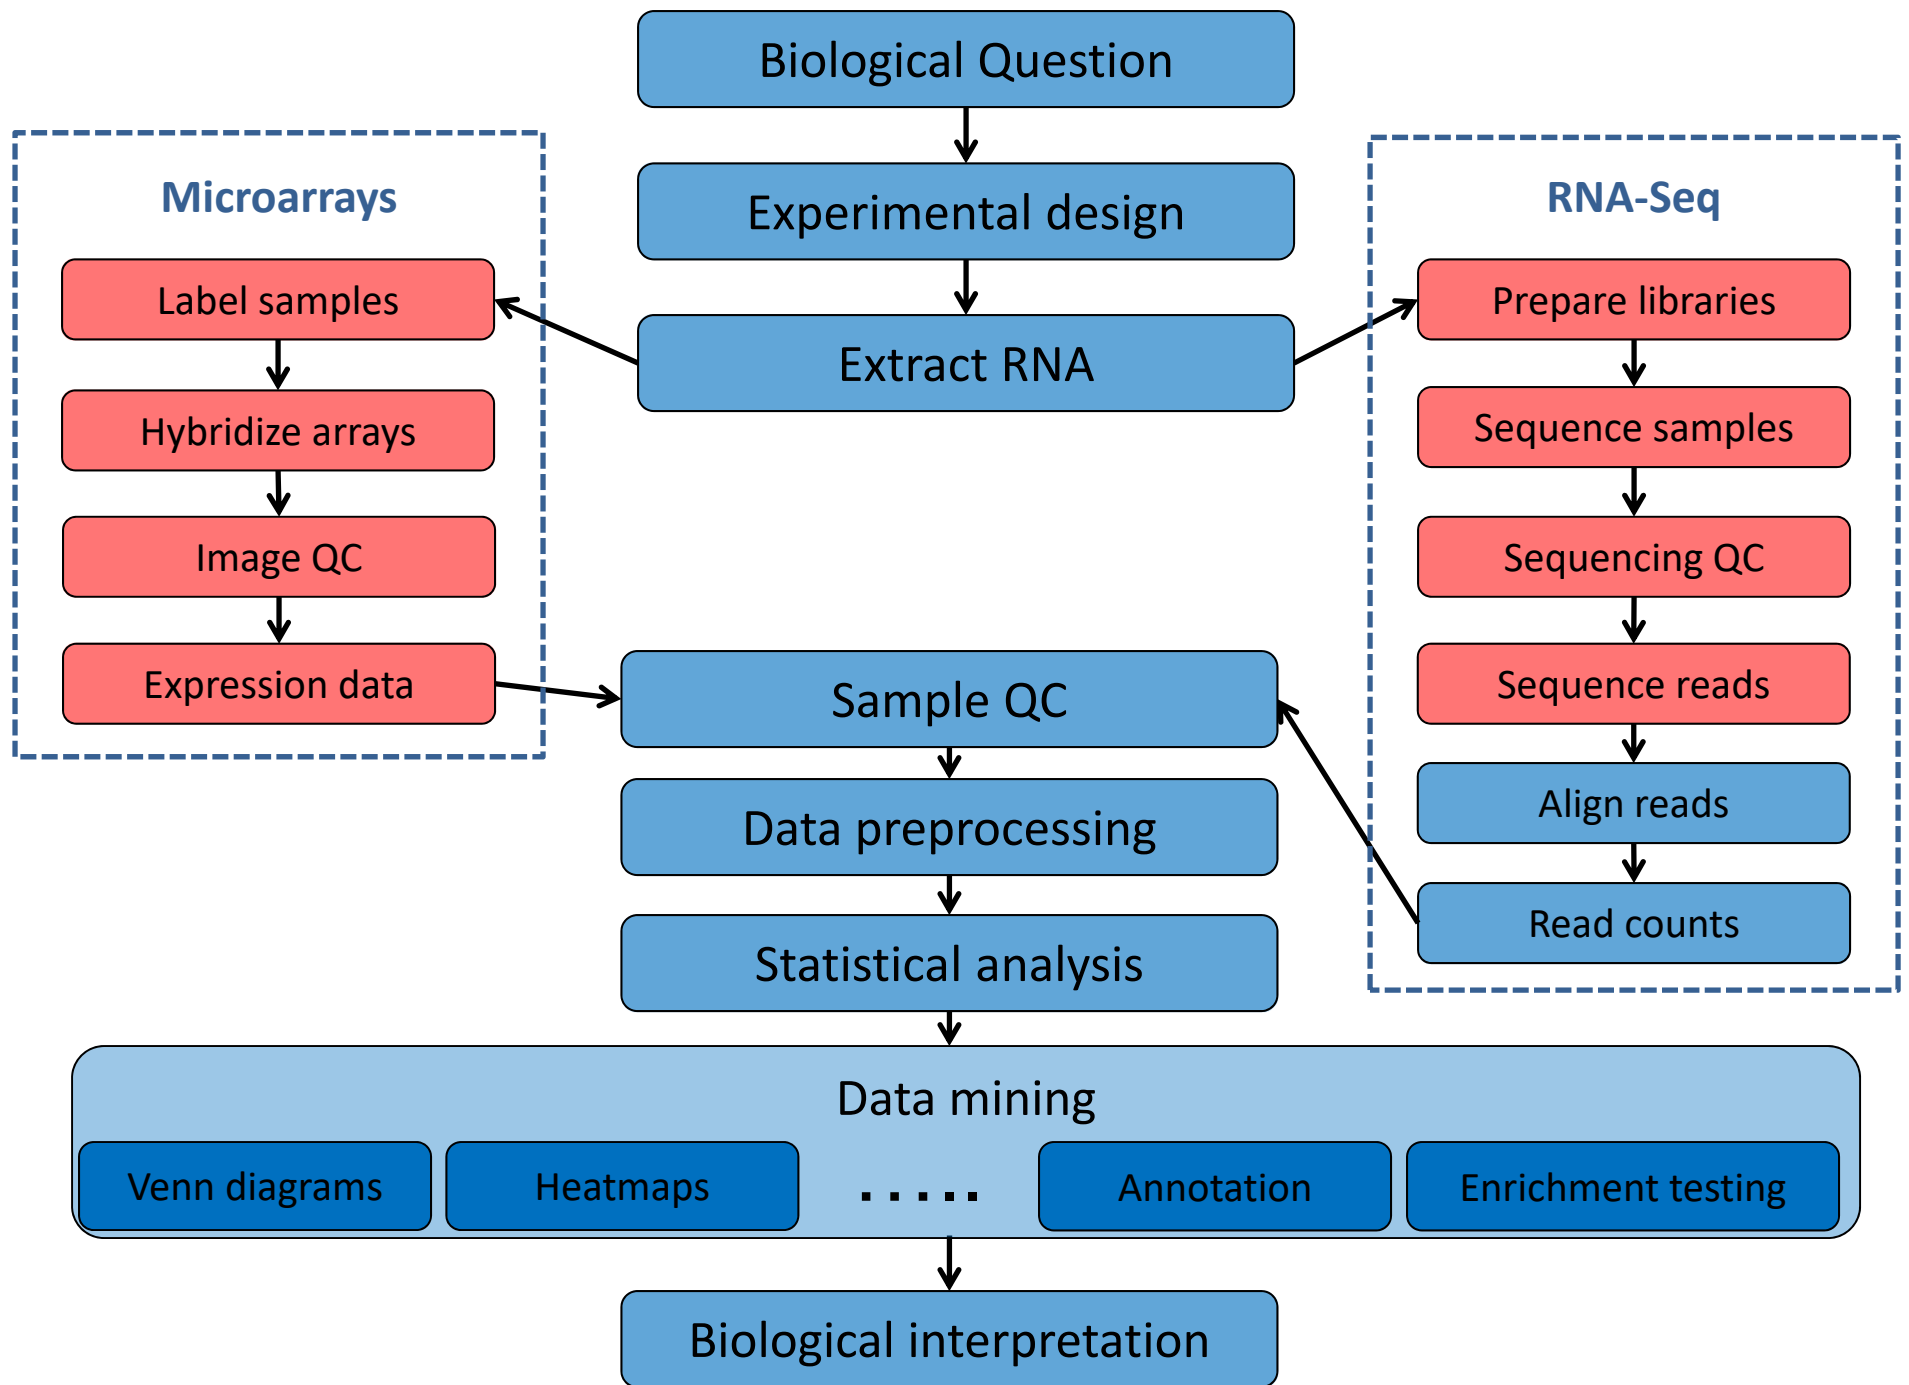 Biological Question
Experimental design
Extract RNA
Microarrays
Label samples
Hybridize arrays
Image QC
Expression data
RNA-Seq
Prepare libraries
Sequence samples
Sequencing QC
Sequence reads
Align reads
Read counts
Sample QC
Data preprocessing
Statistical analysis
Data mining
Venn diagrams
Heatmaps
.....
Annotation
Enrichment testing
Biological interpretation